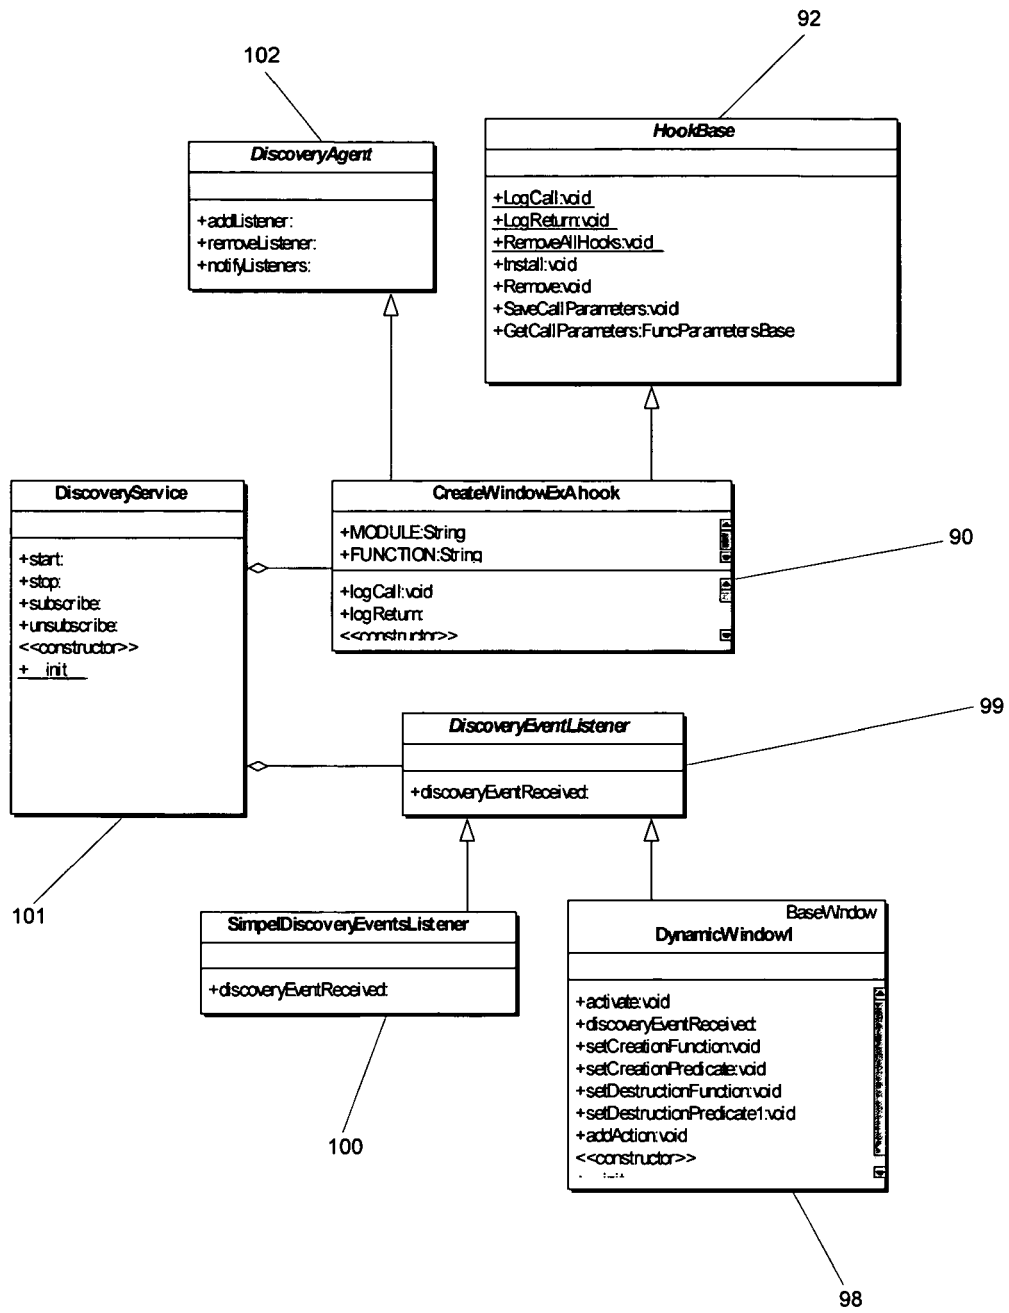 92
102
HookBase
DiscoveryAgent
+LogCall:void
+LogReturn:void
+RemoveAllHooks:void
+Install:void
+Remove:void
+SaveCallParameters:void
+GetCallParameters:FuncParametersBase
+addListener:
+removeListener:
+notifyListeners:
DiscoveryService
+start:
+stop:
+subscribe:
+unsubscribe:
<<constructor>>
+__init__
CreateWindowExAhook
+MODULE:String
+FUNCTION:String
+logCall:void
+logReturn:
<<constructor>>
90
99
DiscoveryEventListener
+discoveryEventReceived:
101
SimpelDiscoveryEventsListener
+discoveryEventReceived:
100
BaseWindow
DynamicWindow1
+activate:void
+discoveryEventReceived:
+setCreationFunction:void
+setCreationPredicate:void
+setDestructionFunction:void
+setDestructionPredicate1:void
+addAction:void
<<constructor>>
98